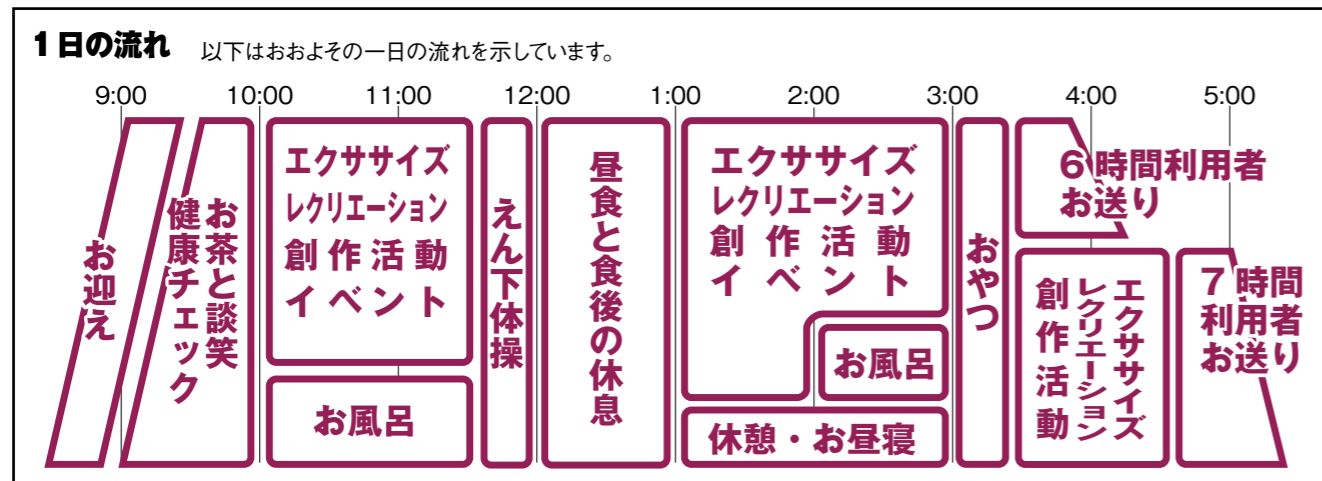 1日の流れ 以下はおおよその一日の流れを示しています。
9:00 10:00 11:00 12:00 1:00 2:00 3:00 4:00 5:00
お迎え
お茶と談笑
健康チェック
エクササイズ
レクリエーション
創作活動
イベント
お風呂
えん下体操
昼食と食後の休息
エクササイズ
レクリエーション
創作活動
イベント
お風呂
休憩・お昼寝
おやつ
6時間利用者
お送り
エクササイズ
レクリエーション
創作活動
7時間
利用者
お送り